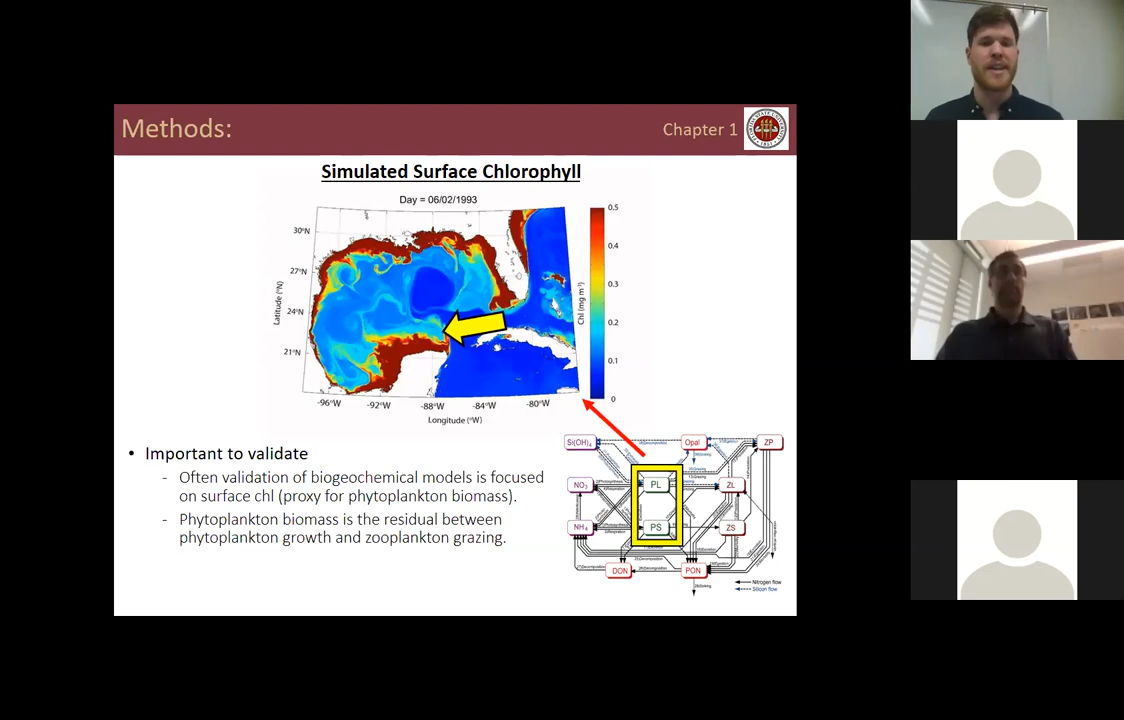 Methods:
Chapter 1
Simulated Surface Chlorophyll
Day = 06/02/1993
30°N
27°N
24°N
21°N
Latitude (°N)
-96°W
-92°W
-88°W
-84°W
-80°W
Longitude (°W)
0.5
0.4
0.3
0.2
0.1
0
Chl (mg m⁻³)
• Important to validate
- Often validation of biogeochemical models is focused
on surface chl (proxy for phytoplankton biomass).
- Phytoplankton biomass is the residual between
phytoplankton growth and zooplankton grazing.
Si(OH)₄
Opal
ZP
NO₃
PL
ZL
NH₄
PS
ZS
DON
PON
Nitrogen flow
Silicon flow